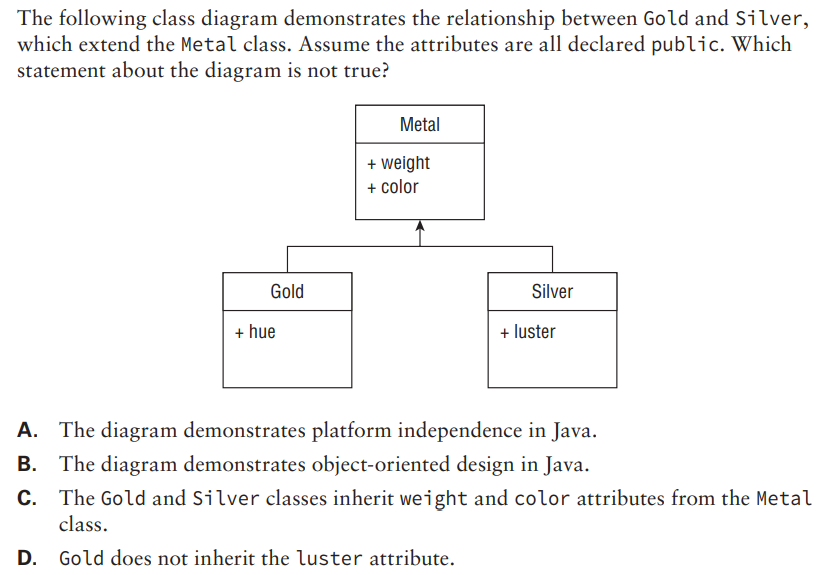 The following class diagram demonstrates the relationship between Gold and Silver,
which extend the Metal class. Assume the attributes are all declared public. Which
statement about the diagram is not true?
Metal
+ weight
+ color
Gold
+ hue
Silver
+ luster
A. The diagram demonstrates platform independence in Java.
B. The diagram demonstrates object-oriented design in Java.
C. The Gold and Silver classes inherit weight and color attributes from the Metal
class.
D. Gold does not inherit the luster attribute.